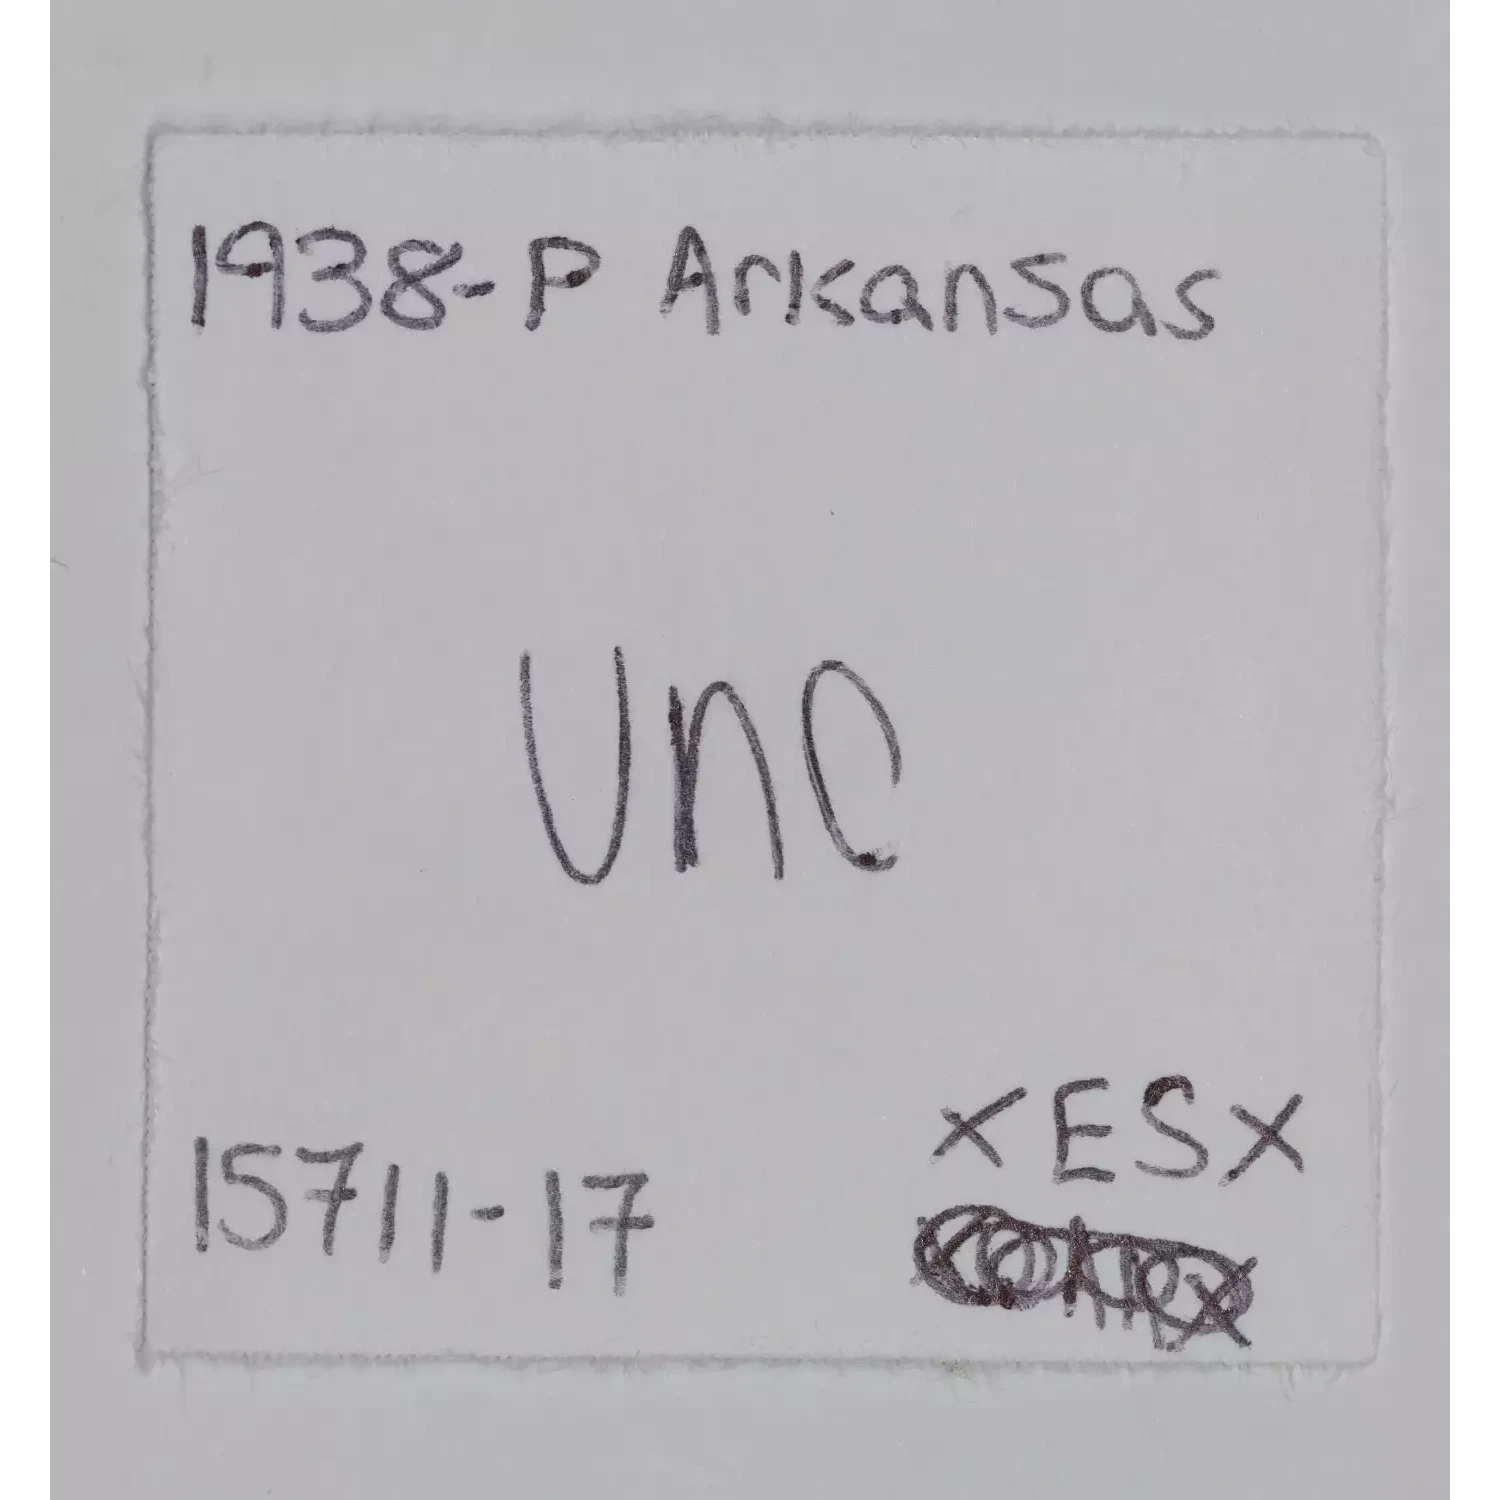 1938-P Arkansas
Unc
xESx
15711-17